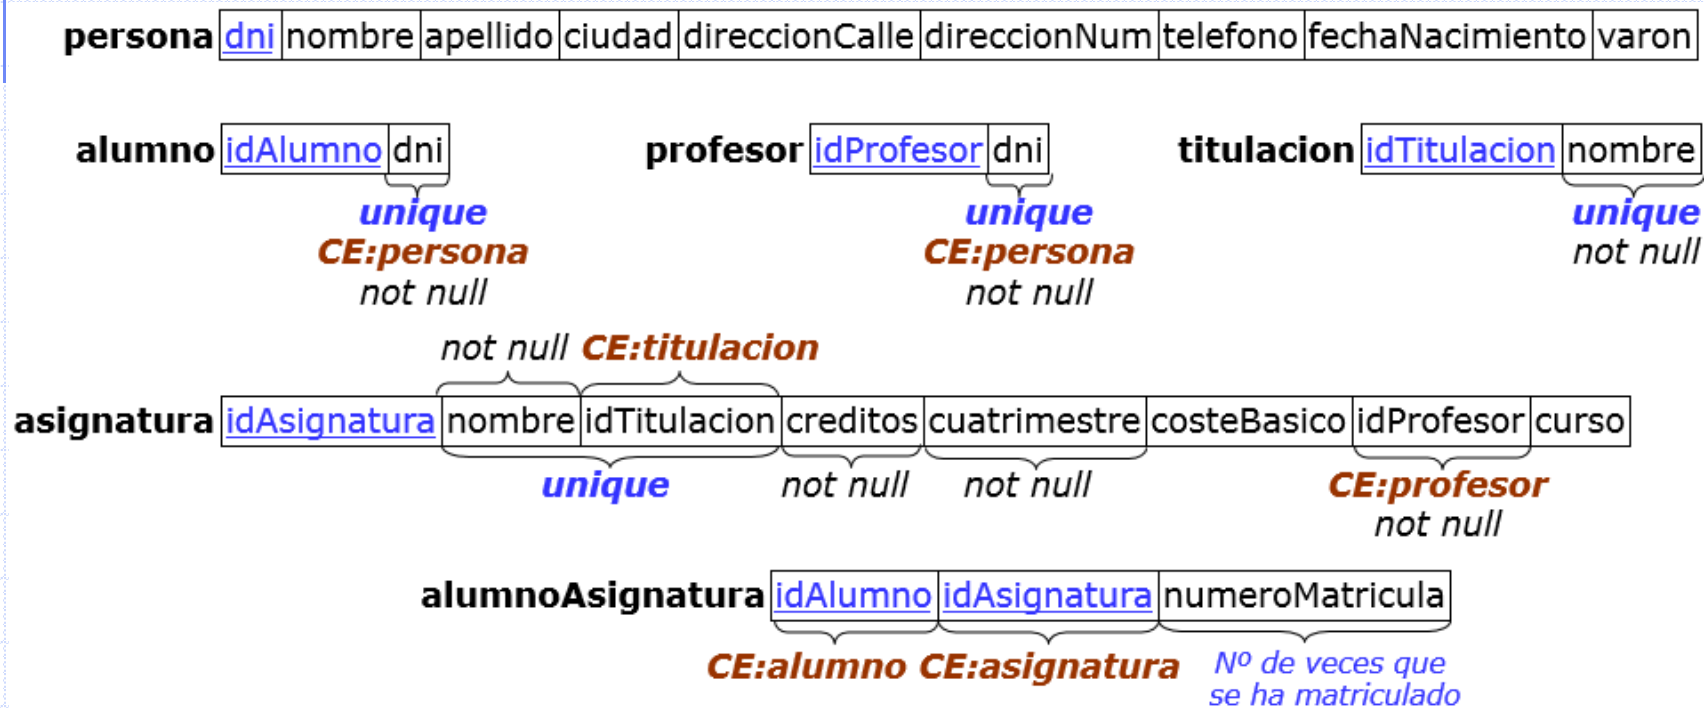 persona dni nombre apellido ciudad direccionCalle direccionNum telefono fechaNacimiento varon
alumno idAlumno dni
unique
CE:persona
not null
profesor idProfesor dni
unique
CE:persona
not null
titulacion idTitulacion nombre
unique
not null
not null CE:titulacion
asignatura idAsignatura nombre idTitulacion creditos cuatrimestre costeBasico idProfesor curso
unique not null not null CE:profesor
not null
alumnoAsignatura idAlumno idAsignatura numeroMatricula
CE:alumno CE:asignatura Nº de veces que
se ha matriculado